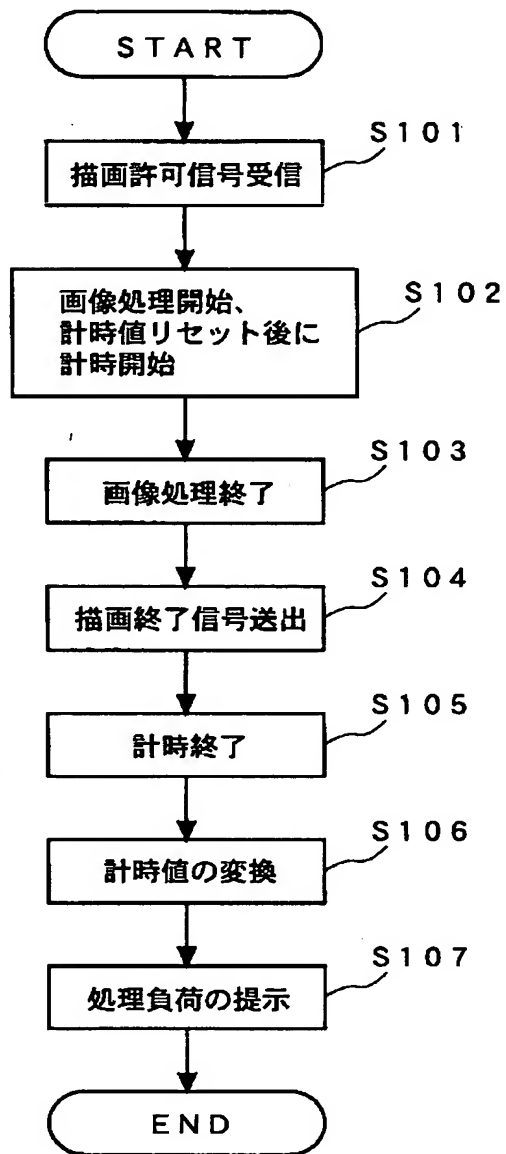 START
S101
描画許可信号受信
S102
画像処理開始、
計時値リセット後に
計時開始
S103
画像処理終了
S104
描画終了信号送出
S105
計時終了
S106
計時値の変換
S107
処理負荷の提示
END